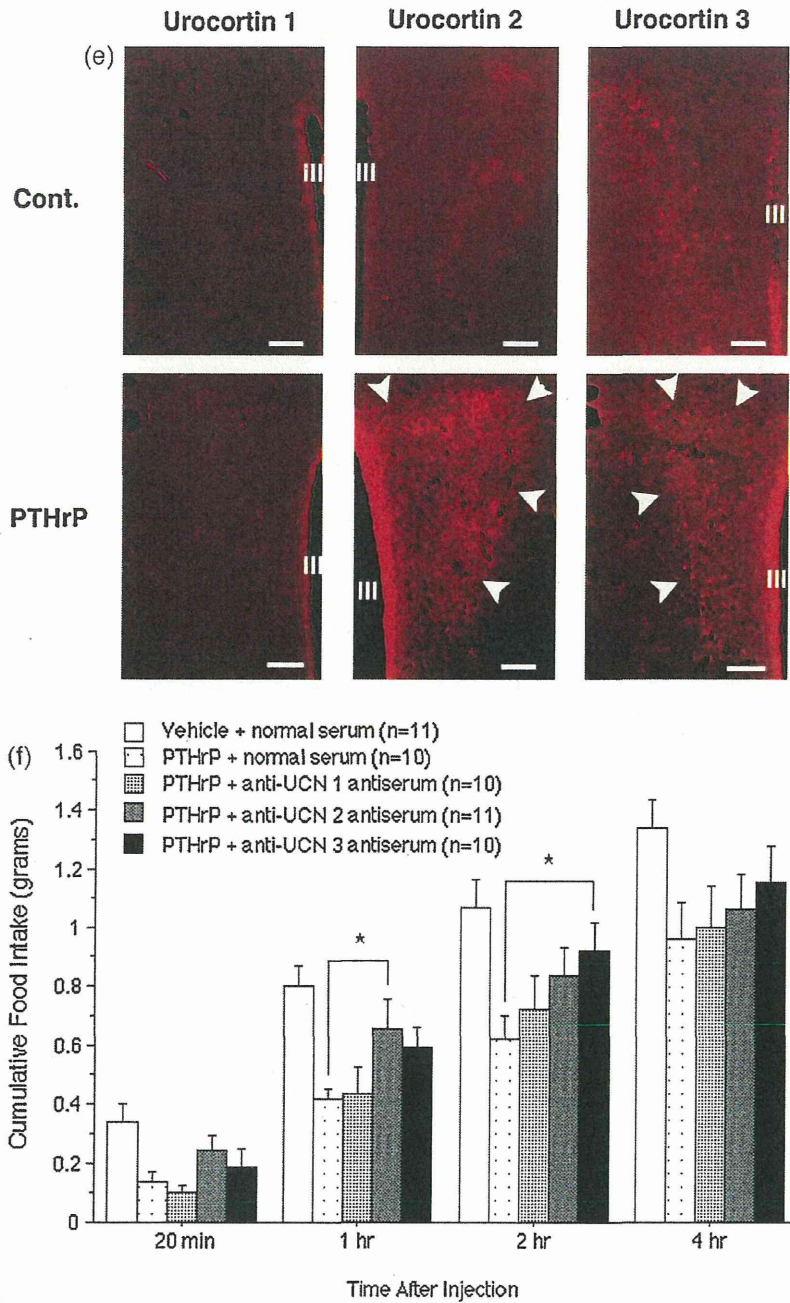 Urocortin 1 Urocortin 2 Urocortin 3
(e)
Cont.
III III III
PTHrP
III III III
(f)
Vehicle + normal serum (n=11)
PTHrP + normal serum (n=10)
PTHrP + anti-UCN 1 antiserum (n=10)
PTHrP + anti-UCN 2 antiserum (n=11)
PTHrP + anti-UCN 3 antiserum (n=10)
Cumulative Food Intake (grams)
1.6
1.4
1.2
1
0.8
0.6
0.4
0.2
0
*
*
20 min 1 hr 2 hr 4 hr
Time After Injection